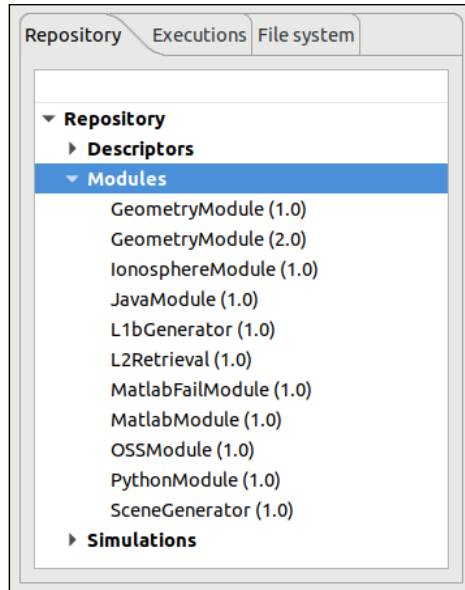 Repository Executions File system
Repository
Descriptors
Modules
GeometryModule (1.0)
GeometryModule (2.0)
IonosphereModule (1.0)
JavaModule (1.0)
L1bGenerator (1.0)
L2Retrieval (1.0)
MatlabFailModule (1.0)
MatlabModule (1.0)
OSSModule (1.0)
PythonModule (1.0)
SceneGenerator (1.0)
Simulations